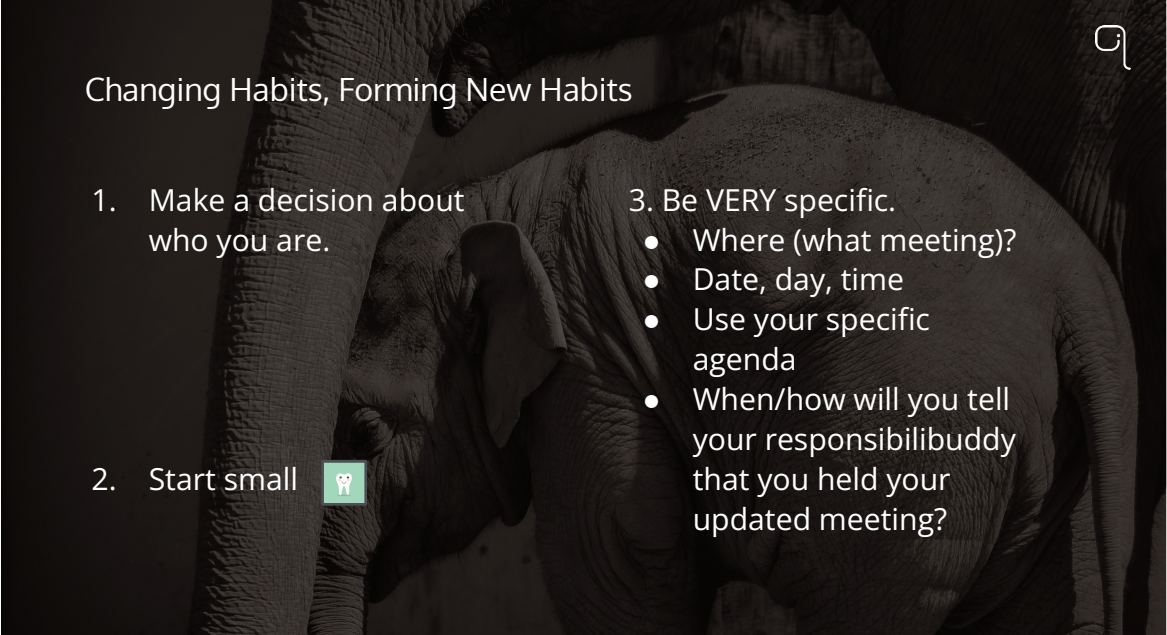 Changing Habits, Forming New Habits
1. Make a decision about
who you are.
2. Start small
3. Be VERY specific.
● Where (what meeting)?
● Date, day, time
● Use your specific
agenda
● When/how will you tell
your responsibilibuddy
that you held your
updated meeting?